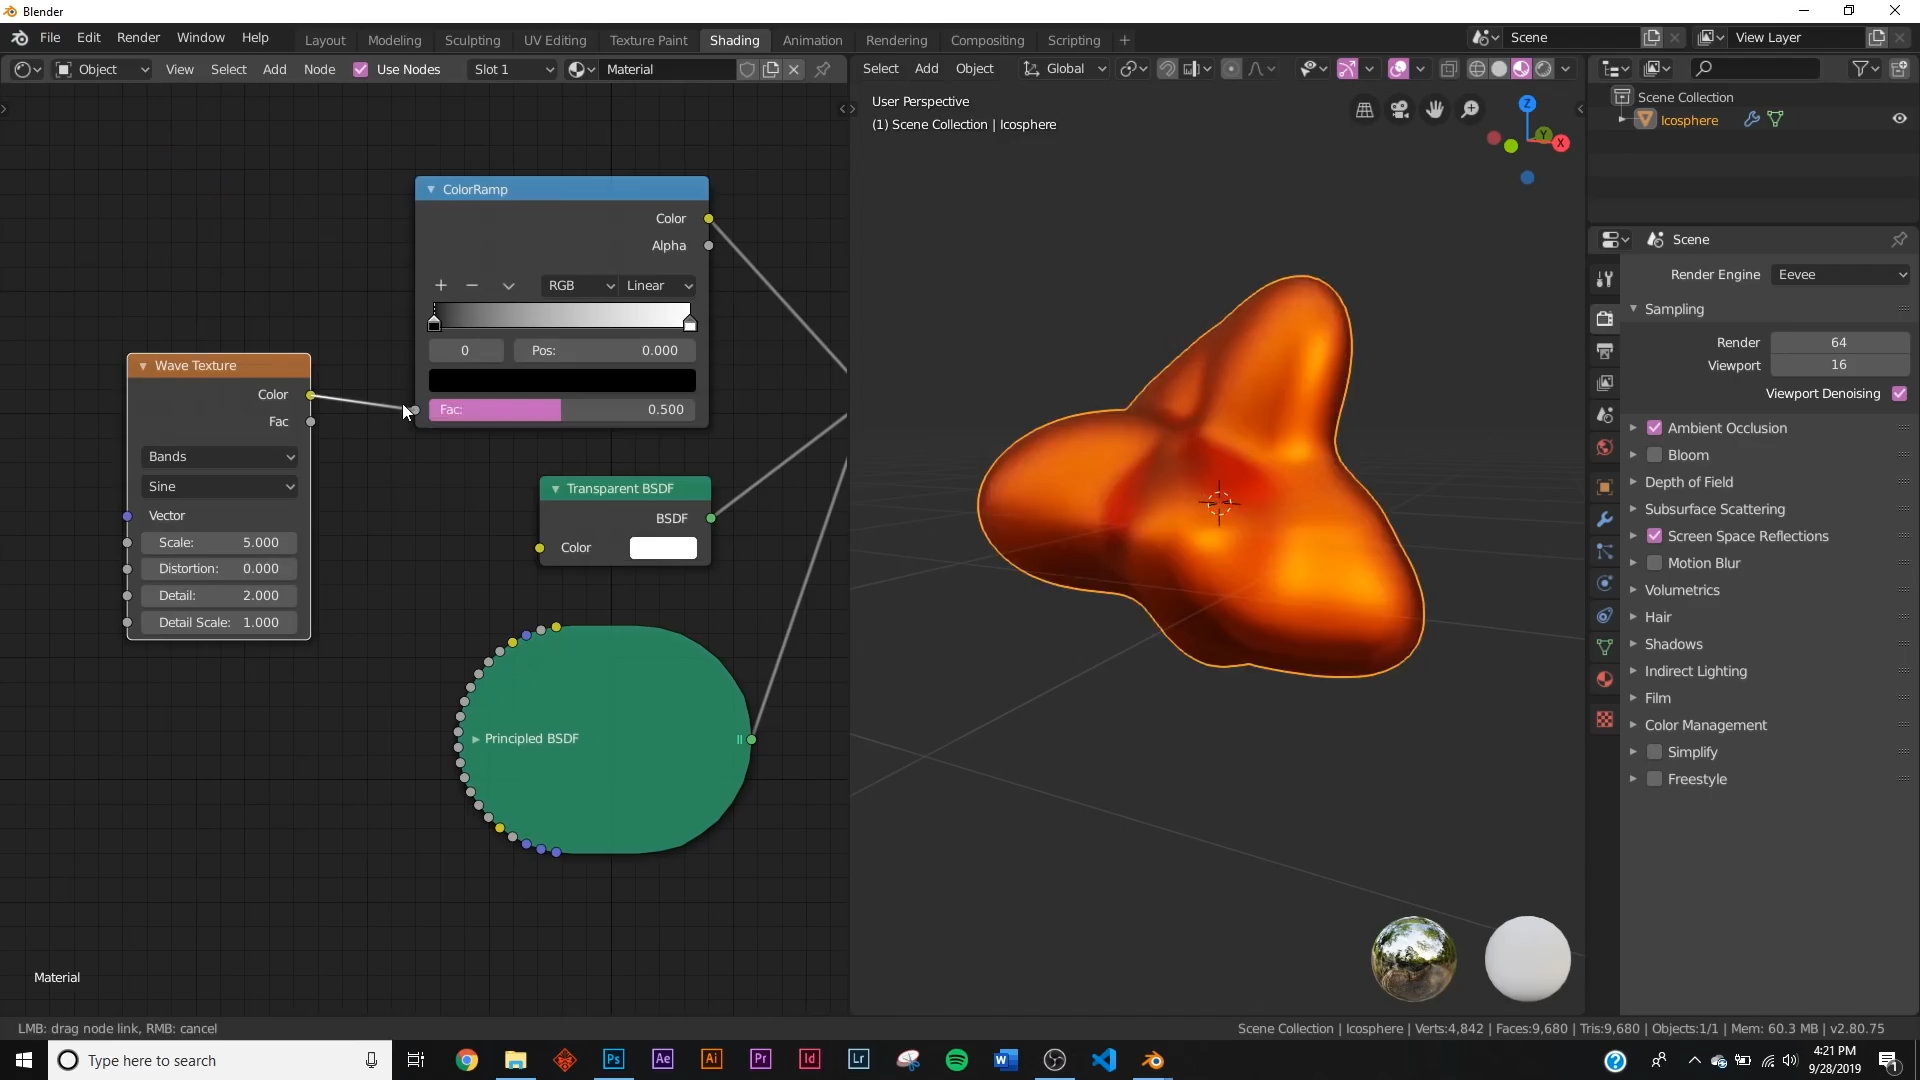 Blender
File Edit Render Window Help
Layout Modeling Sculpting UV Editing Texture Paint Shading Animation Rendering Compositing Scripting +
Scene
View Layer
Object View Select Add Node Use Nodes Slot 1 Material
Select Add Object Global
User Perspective
(1) Scene Collection | Icosphere
Z
Y
X
Scene Collection
Icosphere
Scene
Render Engine Eevee
Sampling
Render 64
Viewport 16
Viewport Denoising
Ambient Occlusion
Bloom
Depth of Field
Subsurface Scattering
Screen Space Reflections
Motion Blur
Volumetrics
Hair
Shadows
Indirect Lighting
Film
Color Management
Simplify
Freestyle
ColorRamp
Color
Alpha
RGB Linear
0 Pos: 0.000
Fac: 0.500
Wave Texture
Color
Fac
Bands
Sine
Vector
Scale: 5.000
Distortion: 0.000
Detail: 2.000
Detail Scale: 1.000
Transparent BSDF
BSDF
Color
Principled BSDF
Material
LMB: drag node link, RMB: cancel
Scene Collection | Icosphere | Verts:4,842 | Faces:9,680 | Tris:9,680 | Objects:1/1 | Mem: 60.3 MB | v2.80.75
Type here to search
Ps Ae Ai Pr Id Lr
4:21 PM
9/28/2019
1